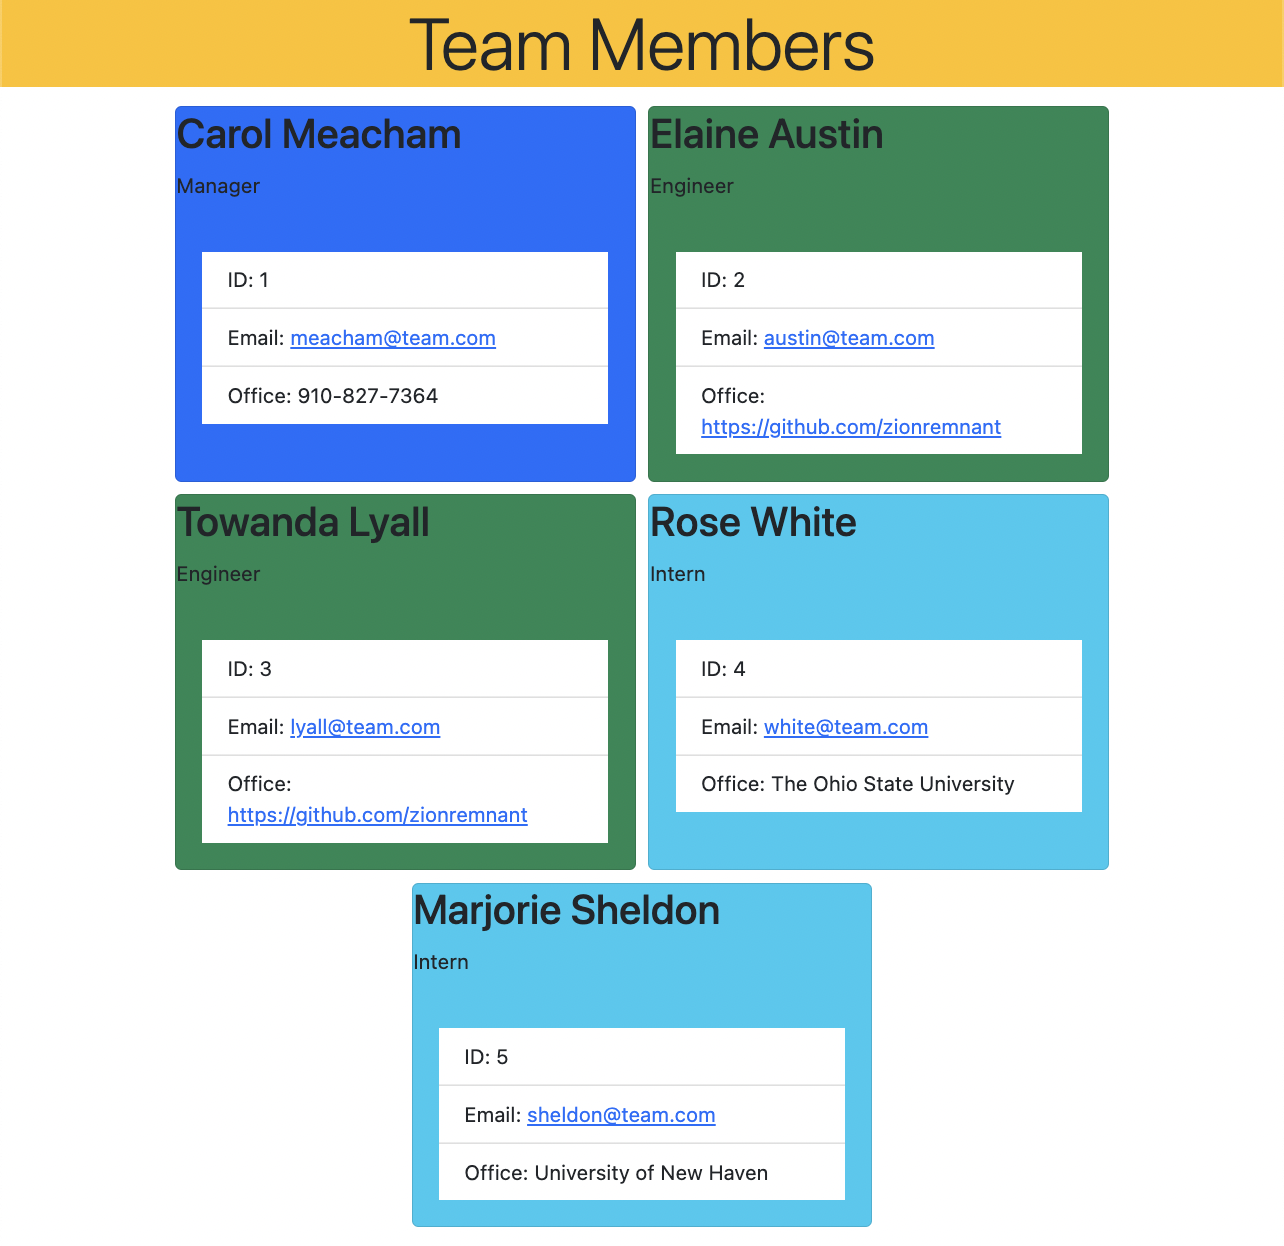 Team Members
Carol Meacham
Manager
ID: 1
Email: meacham@team.com
Office: 910-827-7364
Elaine Austin
Engineer
ID: 2
Email: austin@team.com
Office:
https://github.com/zionremnant
Towanda Lyall
Engineer
ID: 3
Email: lyall@team.com
Office:
https://github.com/zionremnant
Rose White
Intern
ID: 4
Email: white@team.com
Office: The Ohio State University
Marjorie Sheldon
Intern
ID: 5
Email: sheldon@team.com
Office: University of New Haven